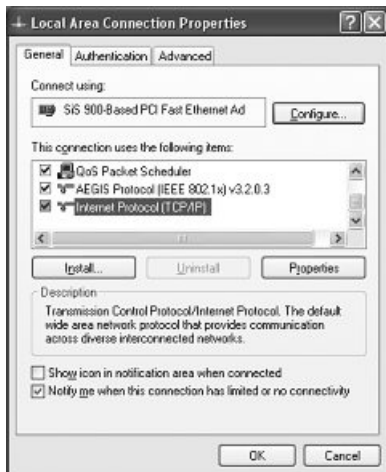 Local Area Connection Properties
General Authentication Advanced
Connect using:
SiS 900-Based PCI Fast Ethernet Ad
Configure...
This connection uses the following items:
QoS Packet Scheduler
AEGIS Protocol (IEEE 802.1x) v3.2.0.3
Internet Protocol (TCP/IP)
Install... Uninstall Properties
Description
Transmission Control Protocol/Internet Protocol. The default
wide area network protocol that provides communication
across diverse interconnected networks.
Show icon in notification area when connected
Notify me when this connection has limited or no connectivity
OK Cancel